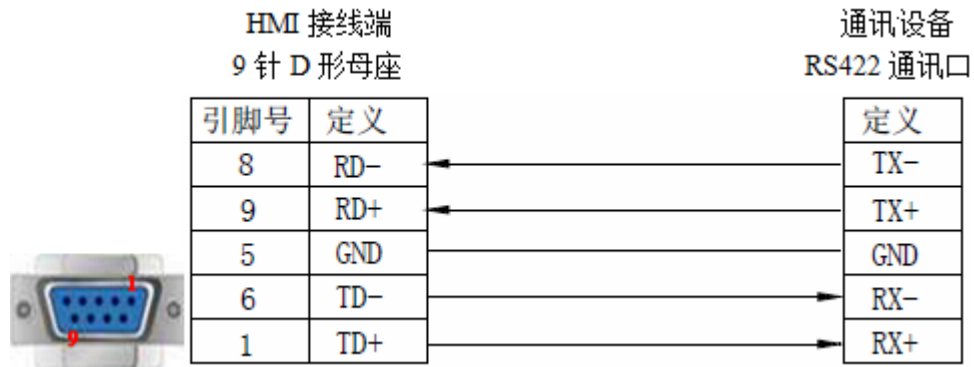 HMI 接线端 通讯设备
9 针 D 形母座 RS422 通讯口
引脚号 定义 定义
8 RD- TX-
9 RD+ TX+
5 GND GND
6 TD- RX-
1 TD+ RX+
1
9